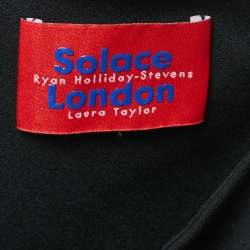 Solace
Ryan Holliday-Stevens
London
Laura Taylor